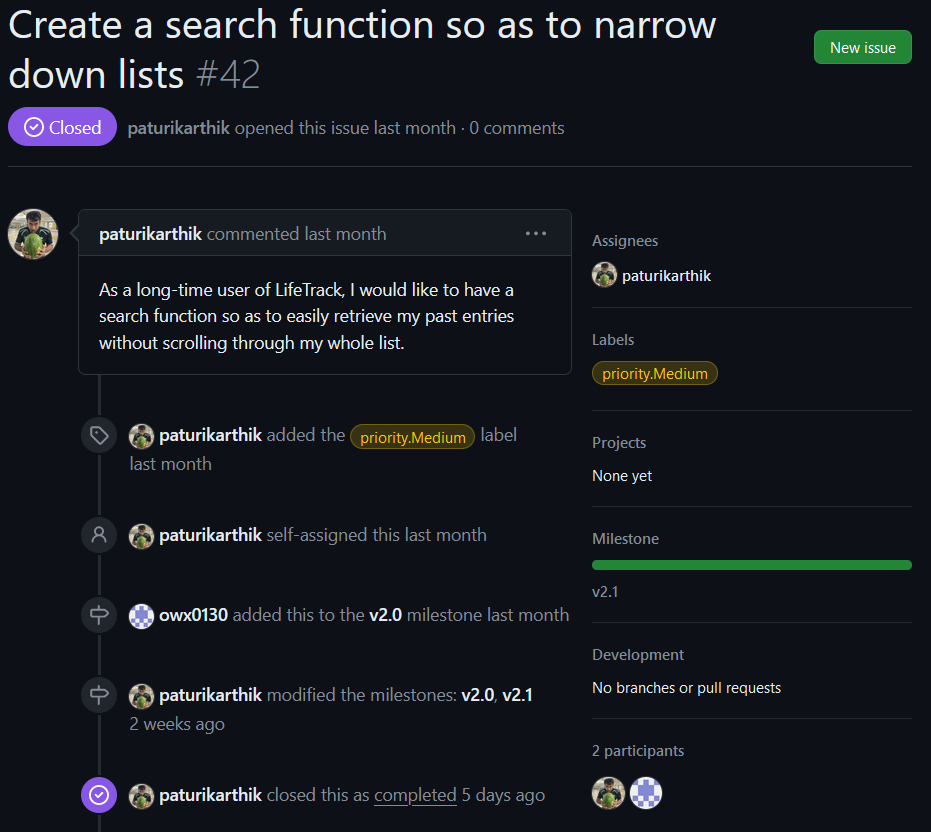 Create a search function so as to narrow
down lists #42
New issue
Closed
paturikarthik opened this issue last month · 0 comments
paturikarthik commented last month
As a long-time user of LifeTrack, I would like to have a
search function so as to easily retrieve my past entries
without scrolling through my whole list.
paturikarthik added the priority.Medium label
last month
paturikarthik self-assigned this last month
owx0130 added this to the v2.0 milestone last month
paturikarthik modified the milestones: v2.0, v2.1
2 weeks ago
paturikarthik closed this as completed 5 days ago
Assignees
paturikarthik
Labels
priority.Medium
Projects
None yet
Milestone
v2.1
Development
No branches or pull requests
2 participants